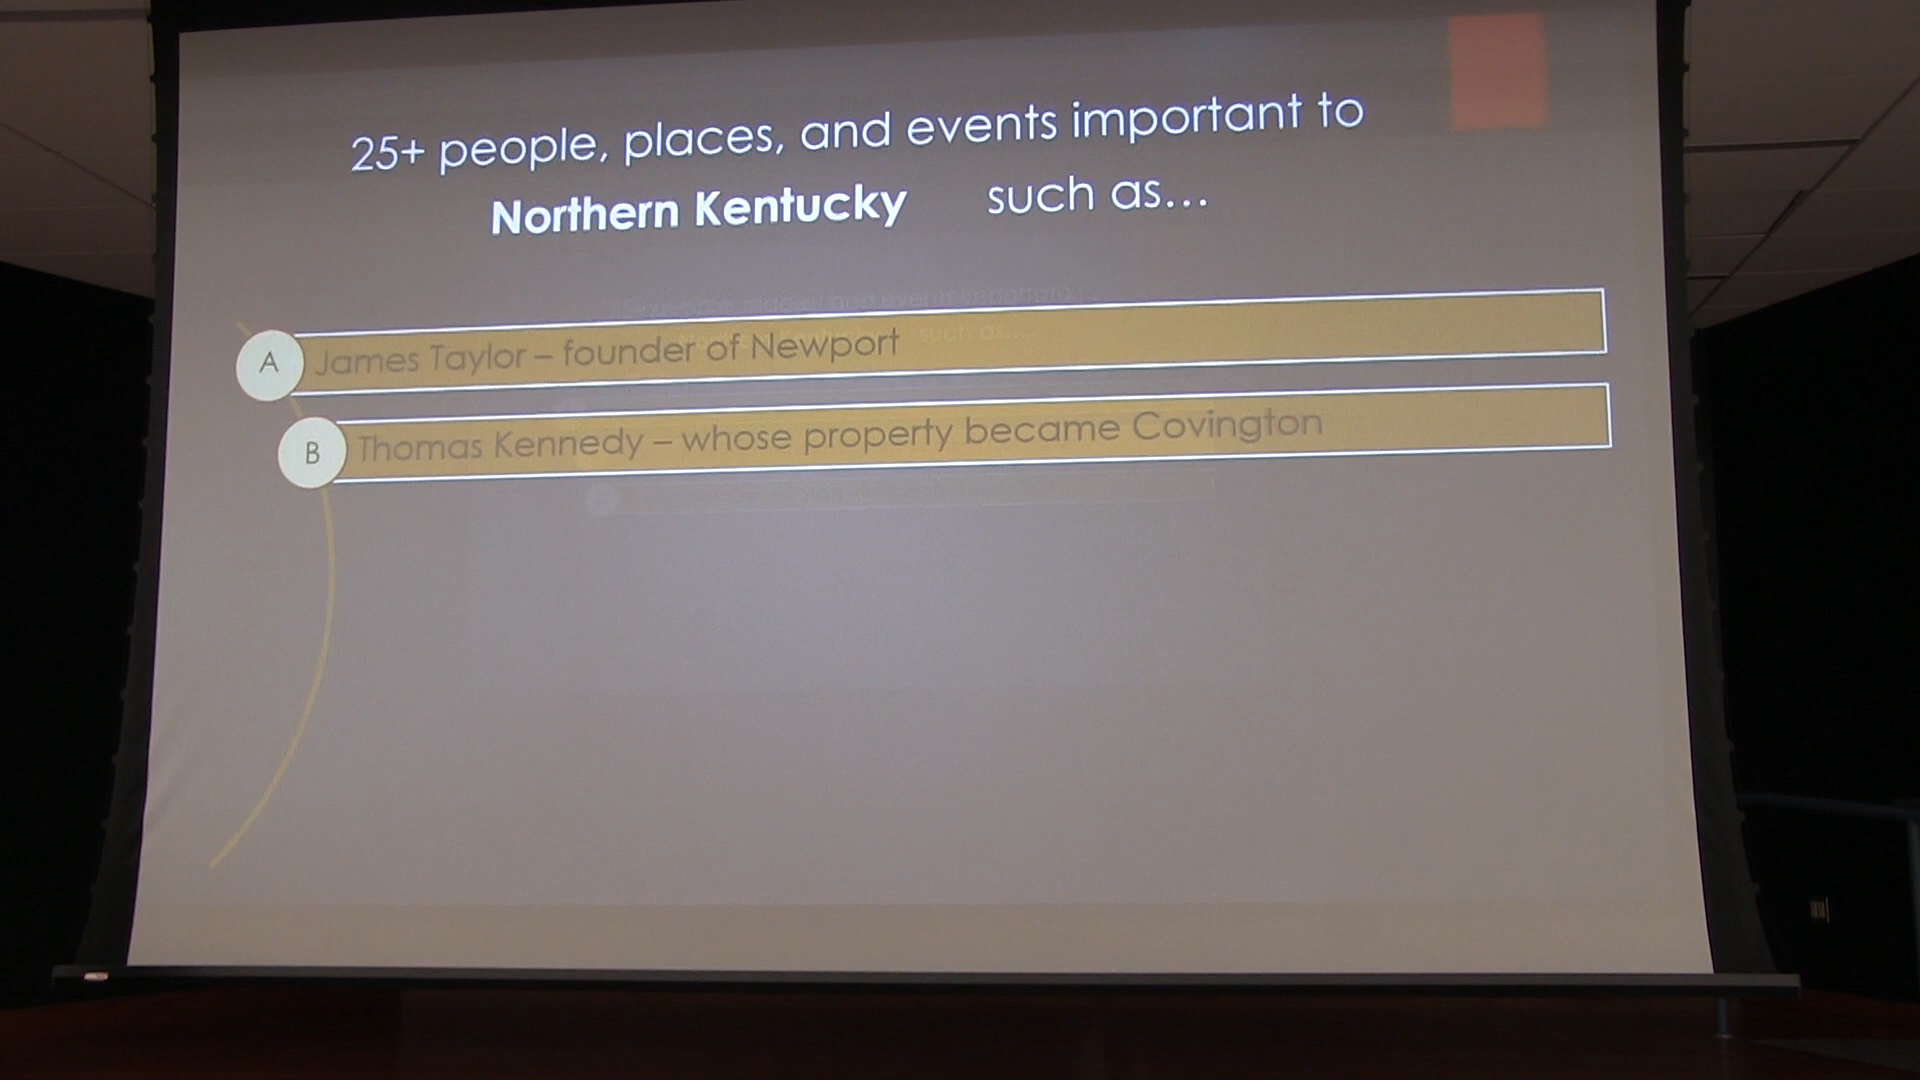 25+ people, places, and events important to
Northern Kentucky such as...
A James Taylor – founder of Newport
B Thomas Kennedy – whose property became Covington